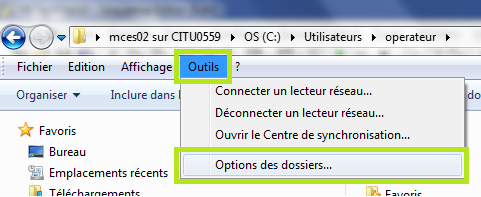 mces02 sur CITU0559 ▸ OS (C:) ▸ Utilisateurs ▸ operateur ▸
Fichier Edition Affichage Outils ?
Organiser Inclure dans l
Connecter un lecteur réseau...
Déconnecter un lecteur réseau...
Ouvrir le Centre de synchronisation...
Options des dossiers...
Favoris
Bureau
Emplacements récents
Téléchargements
Favoris